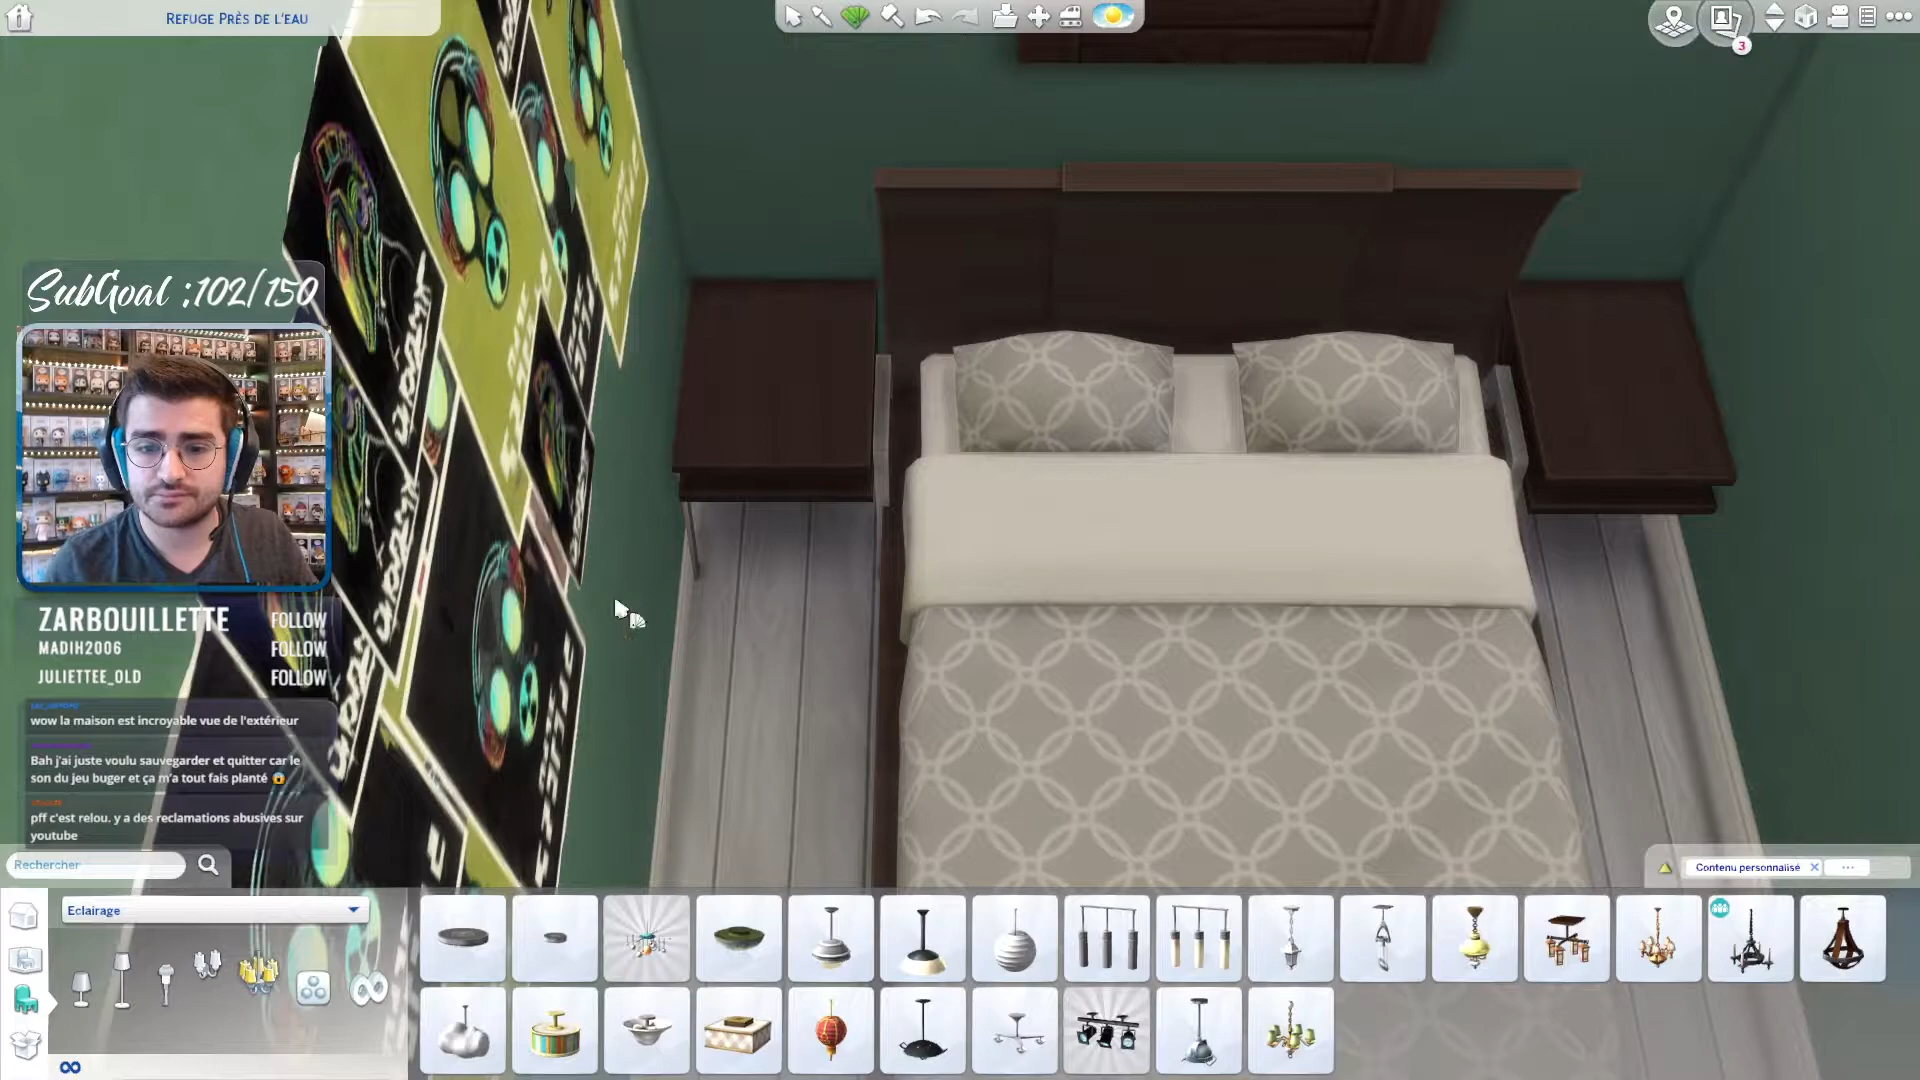 REFUGE PRÈS DE L'EAU
3
SubGoal :102/150
ZARBOUILLETTE FOLLOW
MADIH2006 FOLLOW
JULIETTEE_OLD FOLLOW
wow la maison est incroyable vue de l'extérieur
Bah j'ai juste voulu sauvegarder et quitter car le
son du jeu buger et ça m'a tout fais planté 😱
pff c'est relou. y a des reclamations abusives sur
youtube
Rechercher
Contenu personnalisé
Eclairage